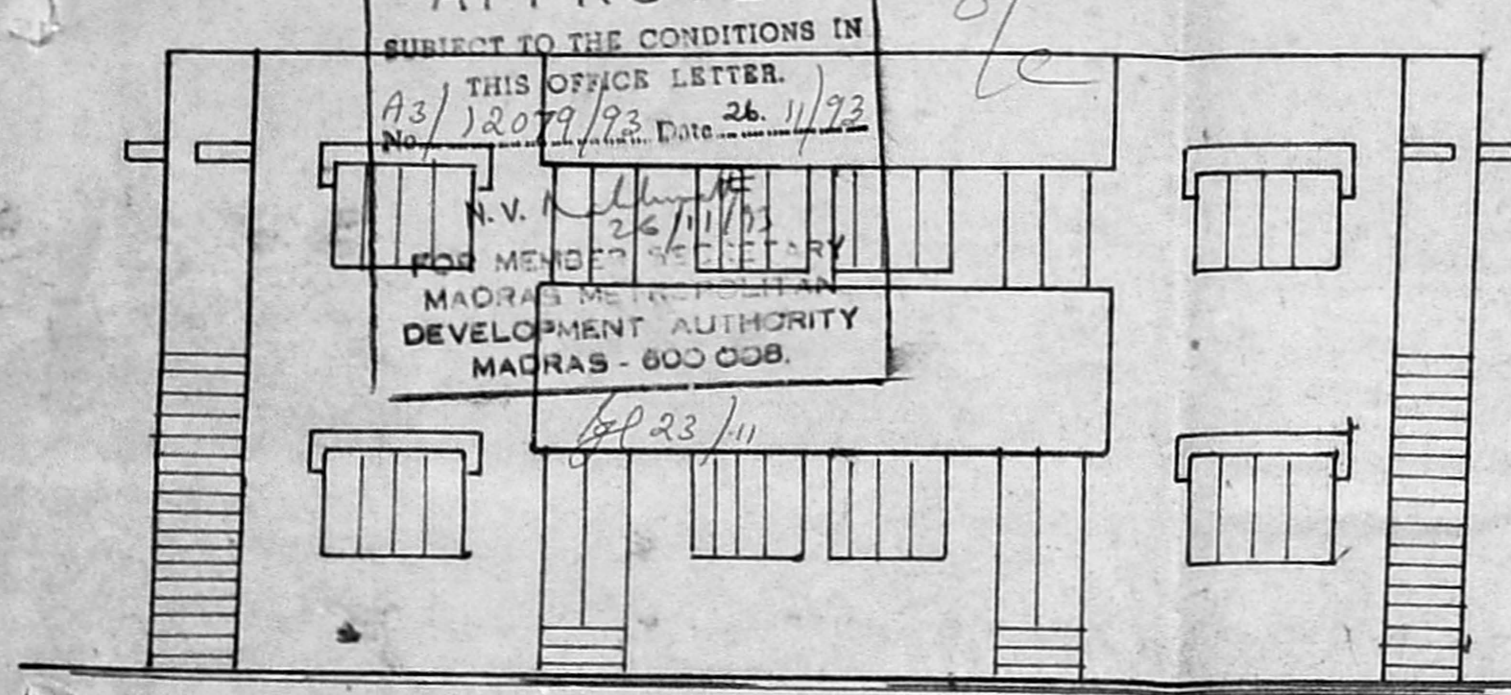 SUBJECT TO THE CONDITIONS IN
THIS OFFICE LETTER.
No. A3/12079/93 Date 26.11/93
N. V.
26/11/93
FOR MEMBER SECRETARY
MADRAS METROPOLITAN
DEVELOPMENT AUTHORITY
MADRAS - 600 008.
23/11